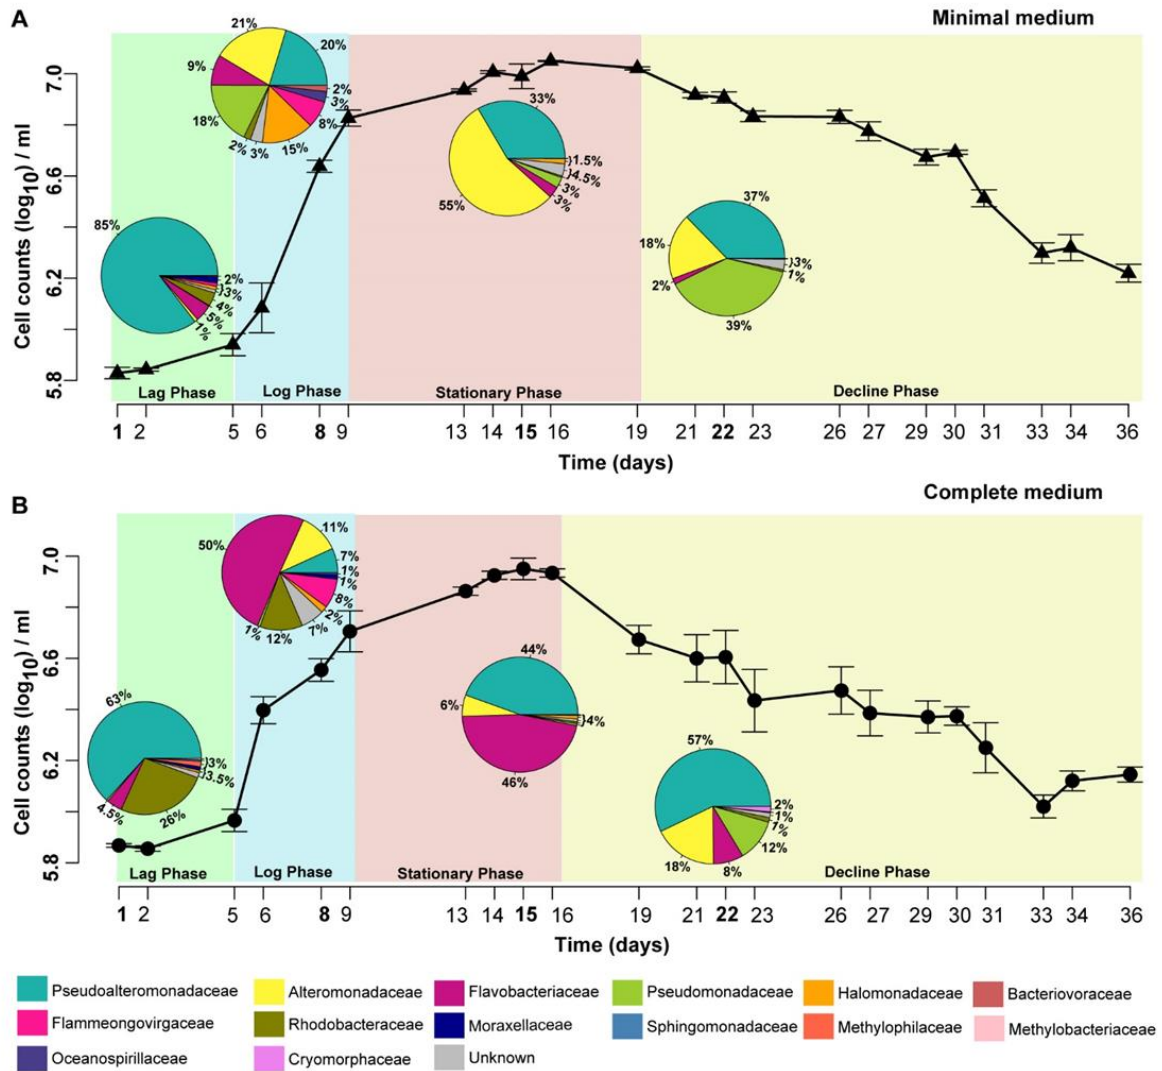 A
Minimal medium
Cell counts (log10) / ml
7.0
6.6
6.2
5.8
85%
2%
3%
4%
5%
1%
21%
20%
9%
2%
3%
8%
18%
2%
3%
15%
33%
1.5%
4.5%
3%
3%
55%
37%
18%
3%
1%
2%
39%
Lag Phase
Log Phase
Stationary Phase
Decline Phase
1 2 5 6 8 9 13 14 15 16 19 21 22 23 26 27 29 30 31 33 34 36
Time (days)
B
Complete medium
Cell counts (log10) / ml
7.0
6.6
6.2
5.8
63%
3%
3.5%
4.5%
26%
50%
11%
7%
1%
1%
8%
2%
1%
12%
7%
44%
6%
4%
46%
57%
2%
1%
1%
12%
18%
8%
Lag Phase
Log Phase
Stationary Phase
Decline Phase
1 2 5 6 8 9 13 14 15 16 19 21 22 23 26 27 29 30 31 33 34 36
Time (days)
Pseudoalteromonadaceae Alteromonadaceae Flavobacteriaceae Pseudomonadaceae Halomonadaceae Bacteriovoraceae
Flammeongovirgaceae Rhodobacteraceae Moraxellaceae Sphingomonadaceae Methylophilaceae Methylobacteriaceae
Oceanospirillaceae Cryomorphaceae Unknown